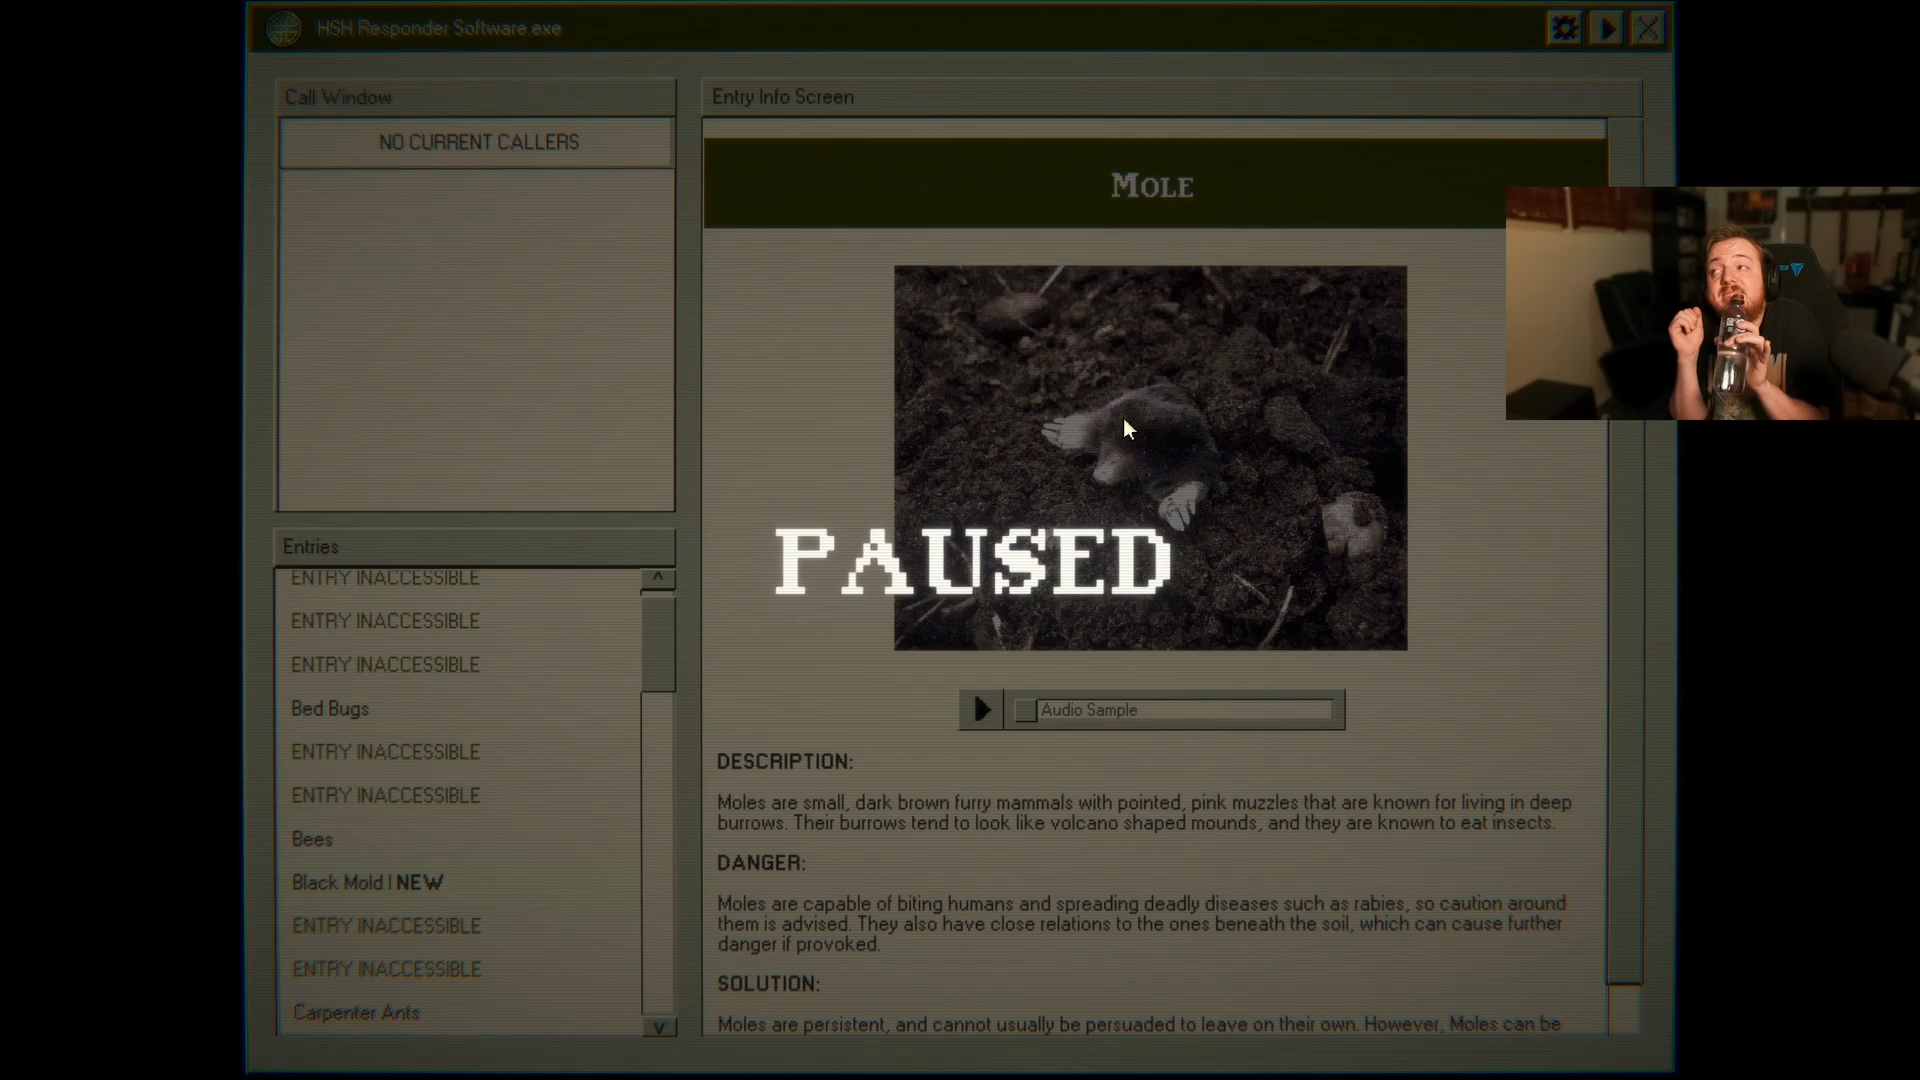 HSH Responder Software.exe
Call Window
NO CURRENT CALLERS
Entries
ENTRY INACCESSIBLE
ENTRY INACCESSIBLE
ENTRY INACCESSIBLE
Bed Bugs
ENTRY INACCESSIBLE
ENTRY INACCESSIBLE
Bees
Black Mold | NEW
ENTRY INACCESSIBLE
ENTRY INACCESSIBLE
Carpenter Ants
Entry Info Screen
MOLE
PAUSED
Audio Sample
DESCRIPTION:
Moles are small, dark brown furry mammals with pointed, pink muzzles that are known for living in deep
burrows. Their burrows tend to look like volcano shaped mounds, and they are known to eat insects.
DANGER:
Moles are capable of biting humans and spreading deadly diseases such as rabies, so caution around
them is advised. They also have close relations to the ones beneath the soil, which can cause further
danger if provoked.
SOLUTION:
Moles are persistent, and cannot usually be persuaded to leave on their own. However, Moles can be